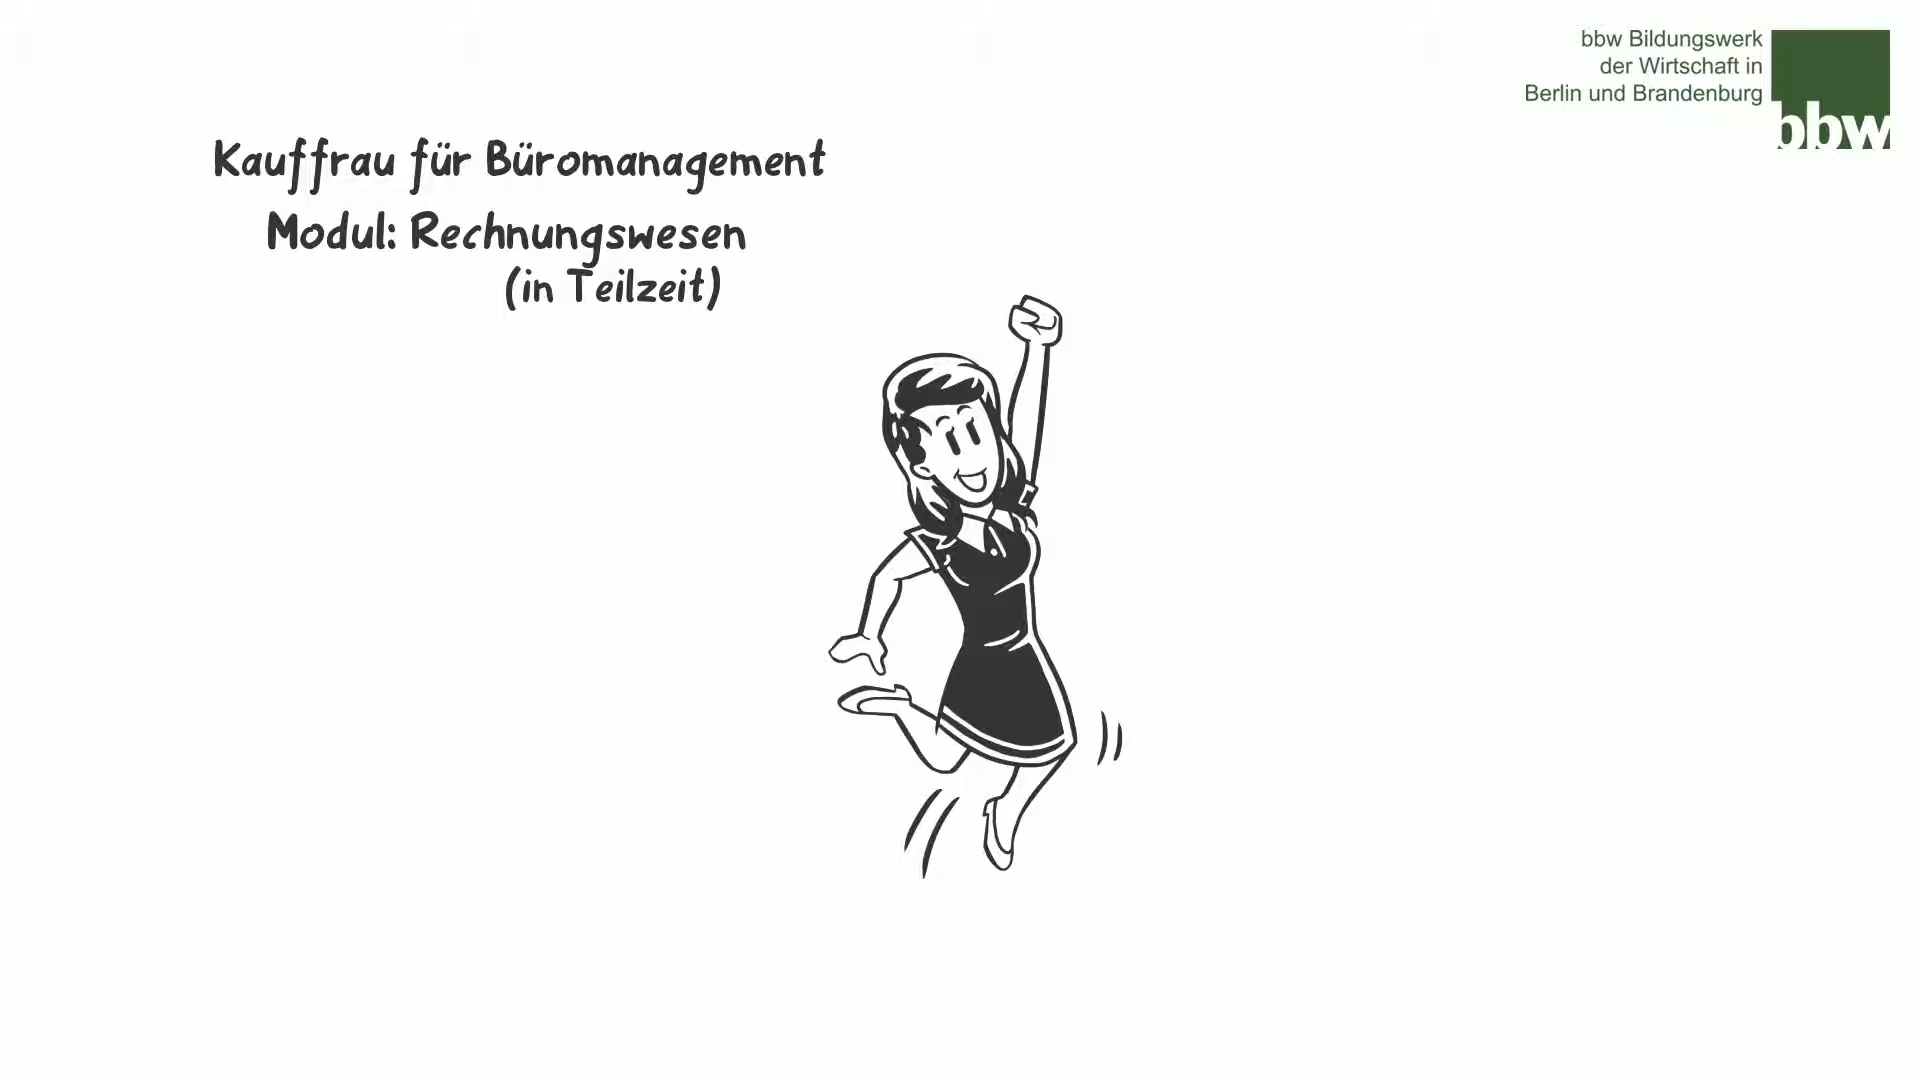 bbw Bildungswerk
der Wirtschaft in
Berlin und Brandenburg
bbw
Kauffrau für Büromanagement
Modul: Rechnungswesen
(in Teilzeit)